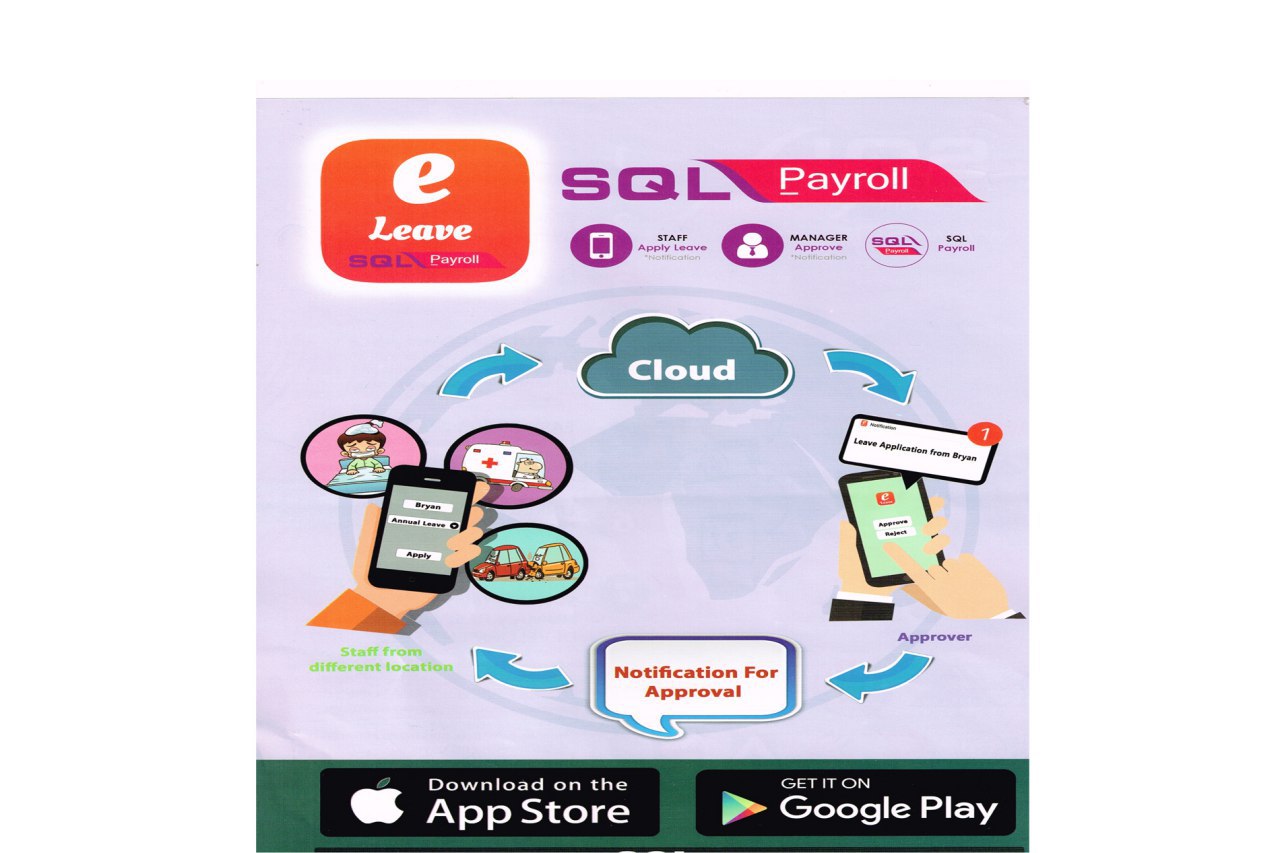 e
Leave
SQL Payroll
SQL Payroll
STAFF
Apply Leave
*Notification
MANAGER
Approve
*Notification
SQL
Payroll
SQL
Payroll
Cloud
Notification
1
Leave Application from Bryan
Bryan
Annual Leave
Apply
e
Approve
Reject
Staff from
different location
Approver
Notification For
Approval
Download on the
App Store
GET IT ON
Google Play